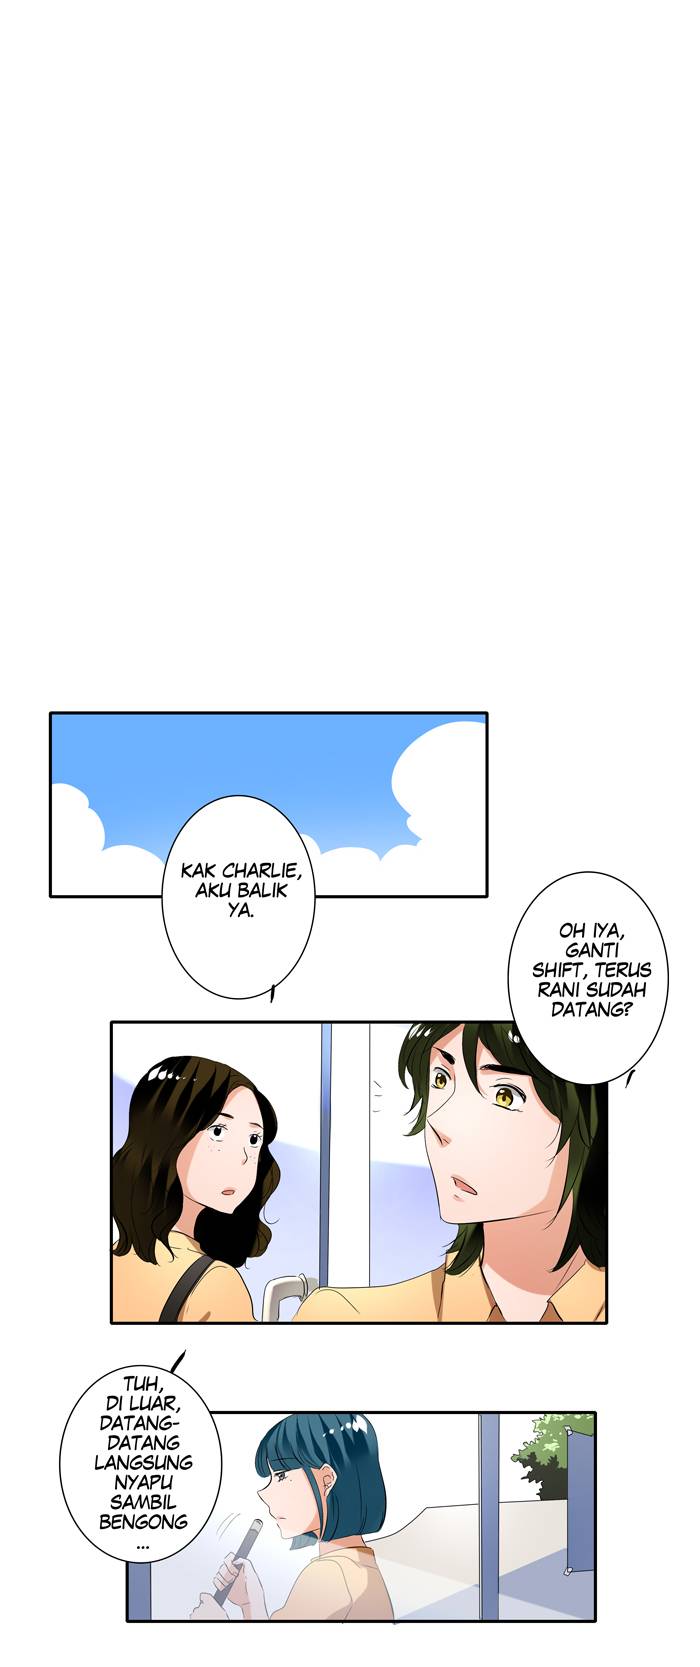 KAK CHARLIE,
AKU BALIK
YA.
OH IYA,
GANTI
SHIFT, TERUS
RANI SUDAH
DATANG?
TUH,
DI LUAR,
DATANG-
DATANG
LANGSUNG
NYAPU
SAMBIL
BENGONG
...